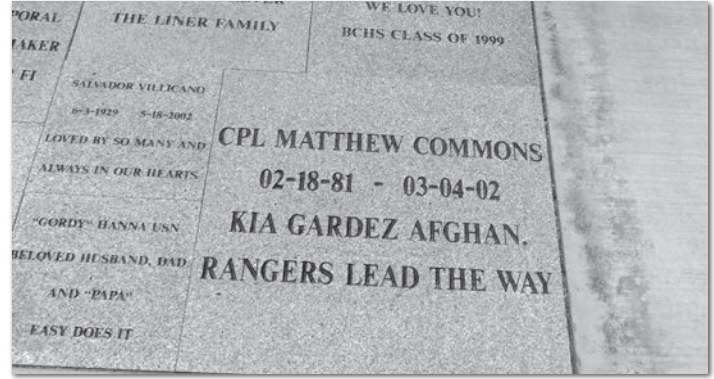 PORAL
AKER
FI
THE LINER FAMILY
WE LOVE YOU!
BCHS CLASS OF 1999
SALVADOR VILLICANO
6-3-1929 5-18-2002
LOVED BY SO MANY AND
ALWAYS IN OUR HEARTS
"GORDY" HANNA USN
BELOVED HUSBAND, DAD
AND "PAPA"
EASY DOES IT
CPL MATTHEW COMMONS
02-18-81 - 03-04-02
KIA GARDEZ AFGHAN.
RANGERS LEAD THE WAY